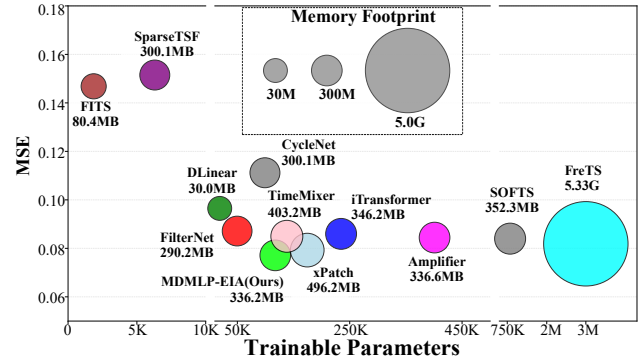 0.18
0.16
0.14
0.12
0.10
0.08
0.06
MSE
Memory Footprint
30M
300M
5.0G
SparseTSF
300.1MB
FITS
80.4MB
CycleNet
300.1MB
DLinear
30.0MB
TimeMixer
403.2MB
iTransformer
346.2MB
SOFTS
352.3MB
FreTS
5.33G
FilterNet
290.2MB
MDMLP-EIA(Ours)
336.2MB
xPatch
496.2MB
Amplifier
336.6MB
0
5K
10K
50K
250K
450K
750K
2M
3M
Trainable Parameters